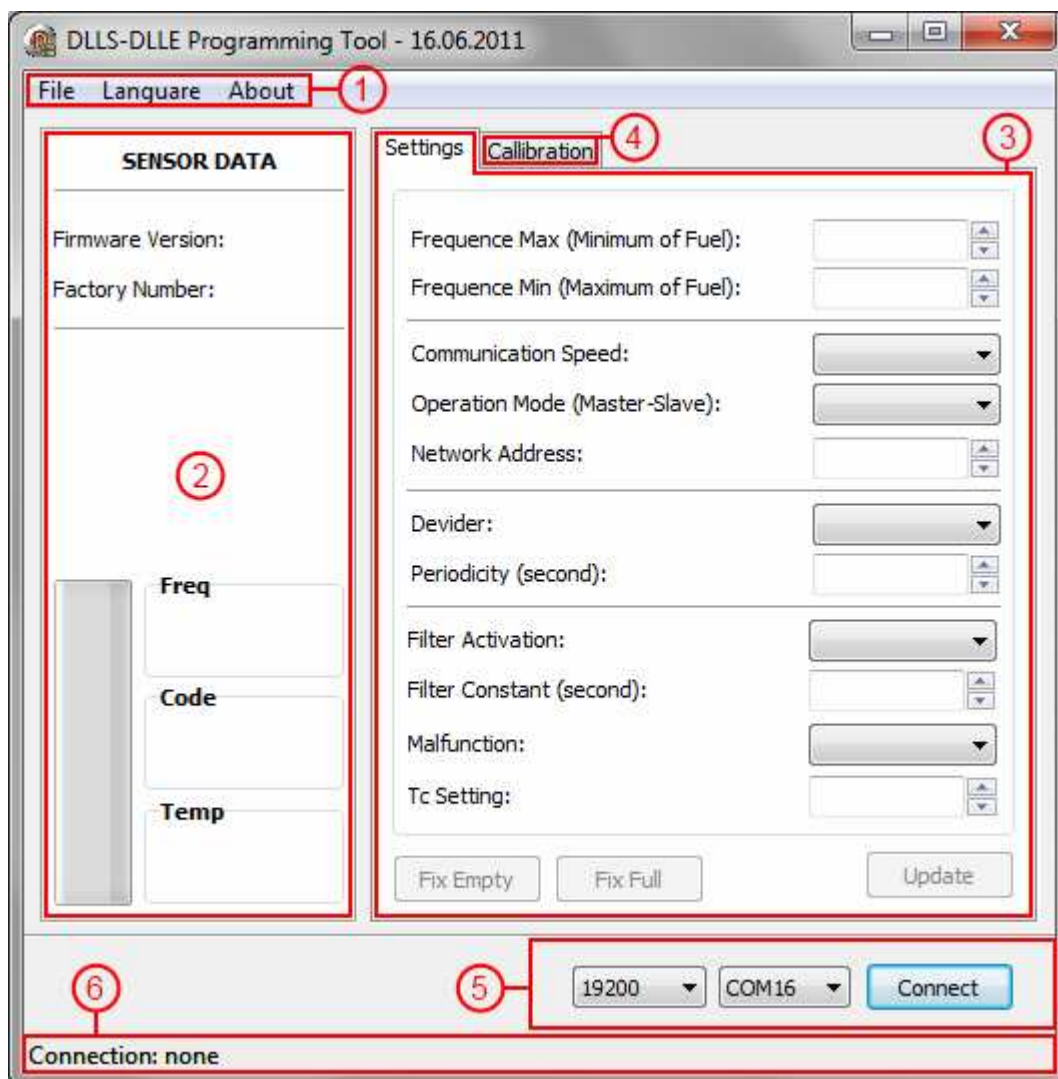 DLLS-DLLE Programming Tool - 16.06.2011
File Languare About
1
SENSOR DATA
Firmware Version:
Factory Number:
2
Freq
Code
Temp
Settings
Callibration
4
3
Frequence Max (Minimum of Fuel):
Frequence Min (Maximum of Fuel):
Communication Speed:
Operation Mode (Master-Slave):
Network Address:
Devider:
Periodicity (second):
Filter Activation:
Filter Constant (second):
Malfunction:
Tc Setting:
Fix Empty
Fix Full
Update
6
5
19200
COM16
Connect
Connection: none